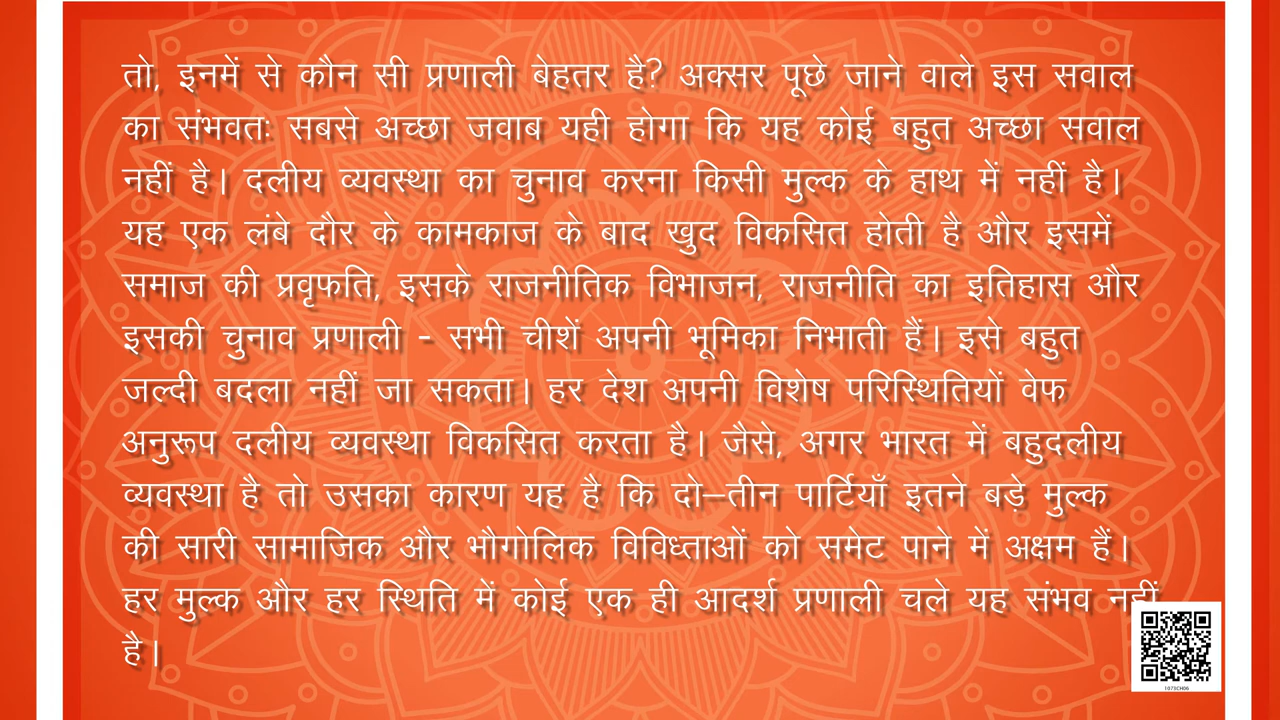 तो, इनमें से कौन सी प्रणाली बेहतर है? अक्सर पूछे जाने वाले इस सवाल
का संभवतः सबसे अच्छा जवाब यही होगा कि यह कोई बहुत अच्छा सवाल
नहीं है। दलीय व्यवस्था का चुनाव करना किसी मुल्क के हाथ में नहीं है।
यह एक लंबे दौर के कामकाज के बाद खुद विकसित होती है और इसमें
समाज की प्रवृफति, इसके राजनीतिक विभाजन, राजनीति का इतिहास और
इसकी चुनाव प्रणाली - सभी चीशें अपनी भूमिका निभाती हैं। इसे बहुत
जल्दी बदला नहीं जा सकता। हर देश अपनी विशेष परिस्थितियों वेफ
अनुरूप दलीय व्यवस्था विकसित करता है। जैसे, अगर भारत में बहुदलीय
व्यवस्था है तो उसका कारण यह है कि दो–तीन पार्टियाँ इतने बड़े मुल्क
की सारी सामाजिक और भौगोलिक विविध्ताओं को समेट पाने में अक्षम हैं।
हर मुल्क और हर स्थिति में कोई एक ही आदर्श प्रणाली चले यह संभव नहीं
है।
1073CH06